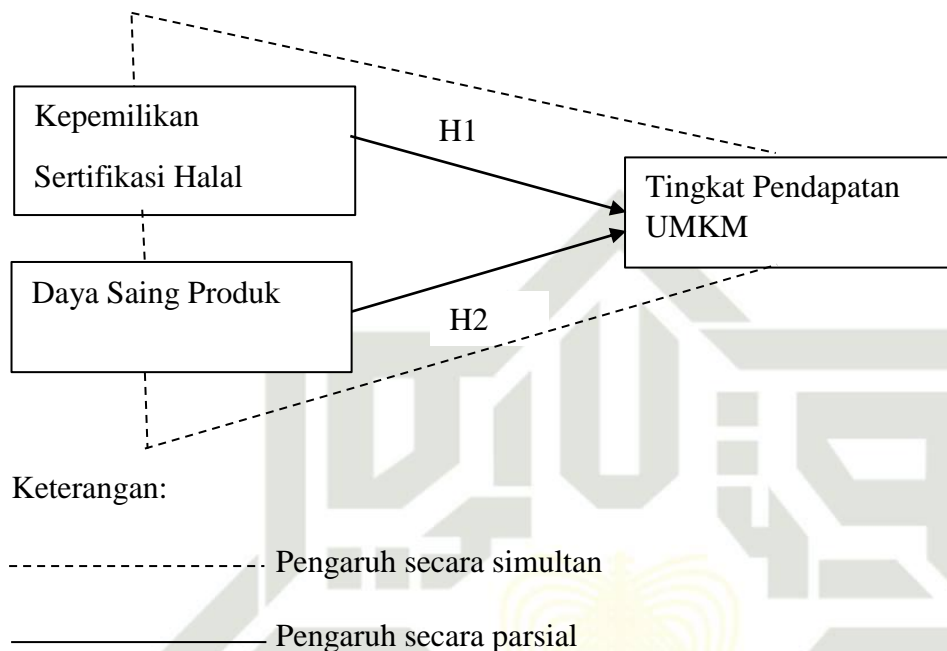 Kepemilikan
Sertifikasi Halal
H1
Tingkat Pendapatan
UMKM
Daya Saing Produk
H2
Keterangan:
Pengaruh secara simultan
Pengaruh secara parsial